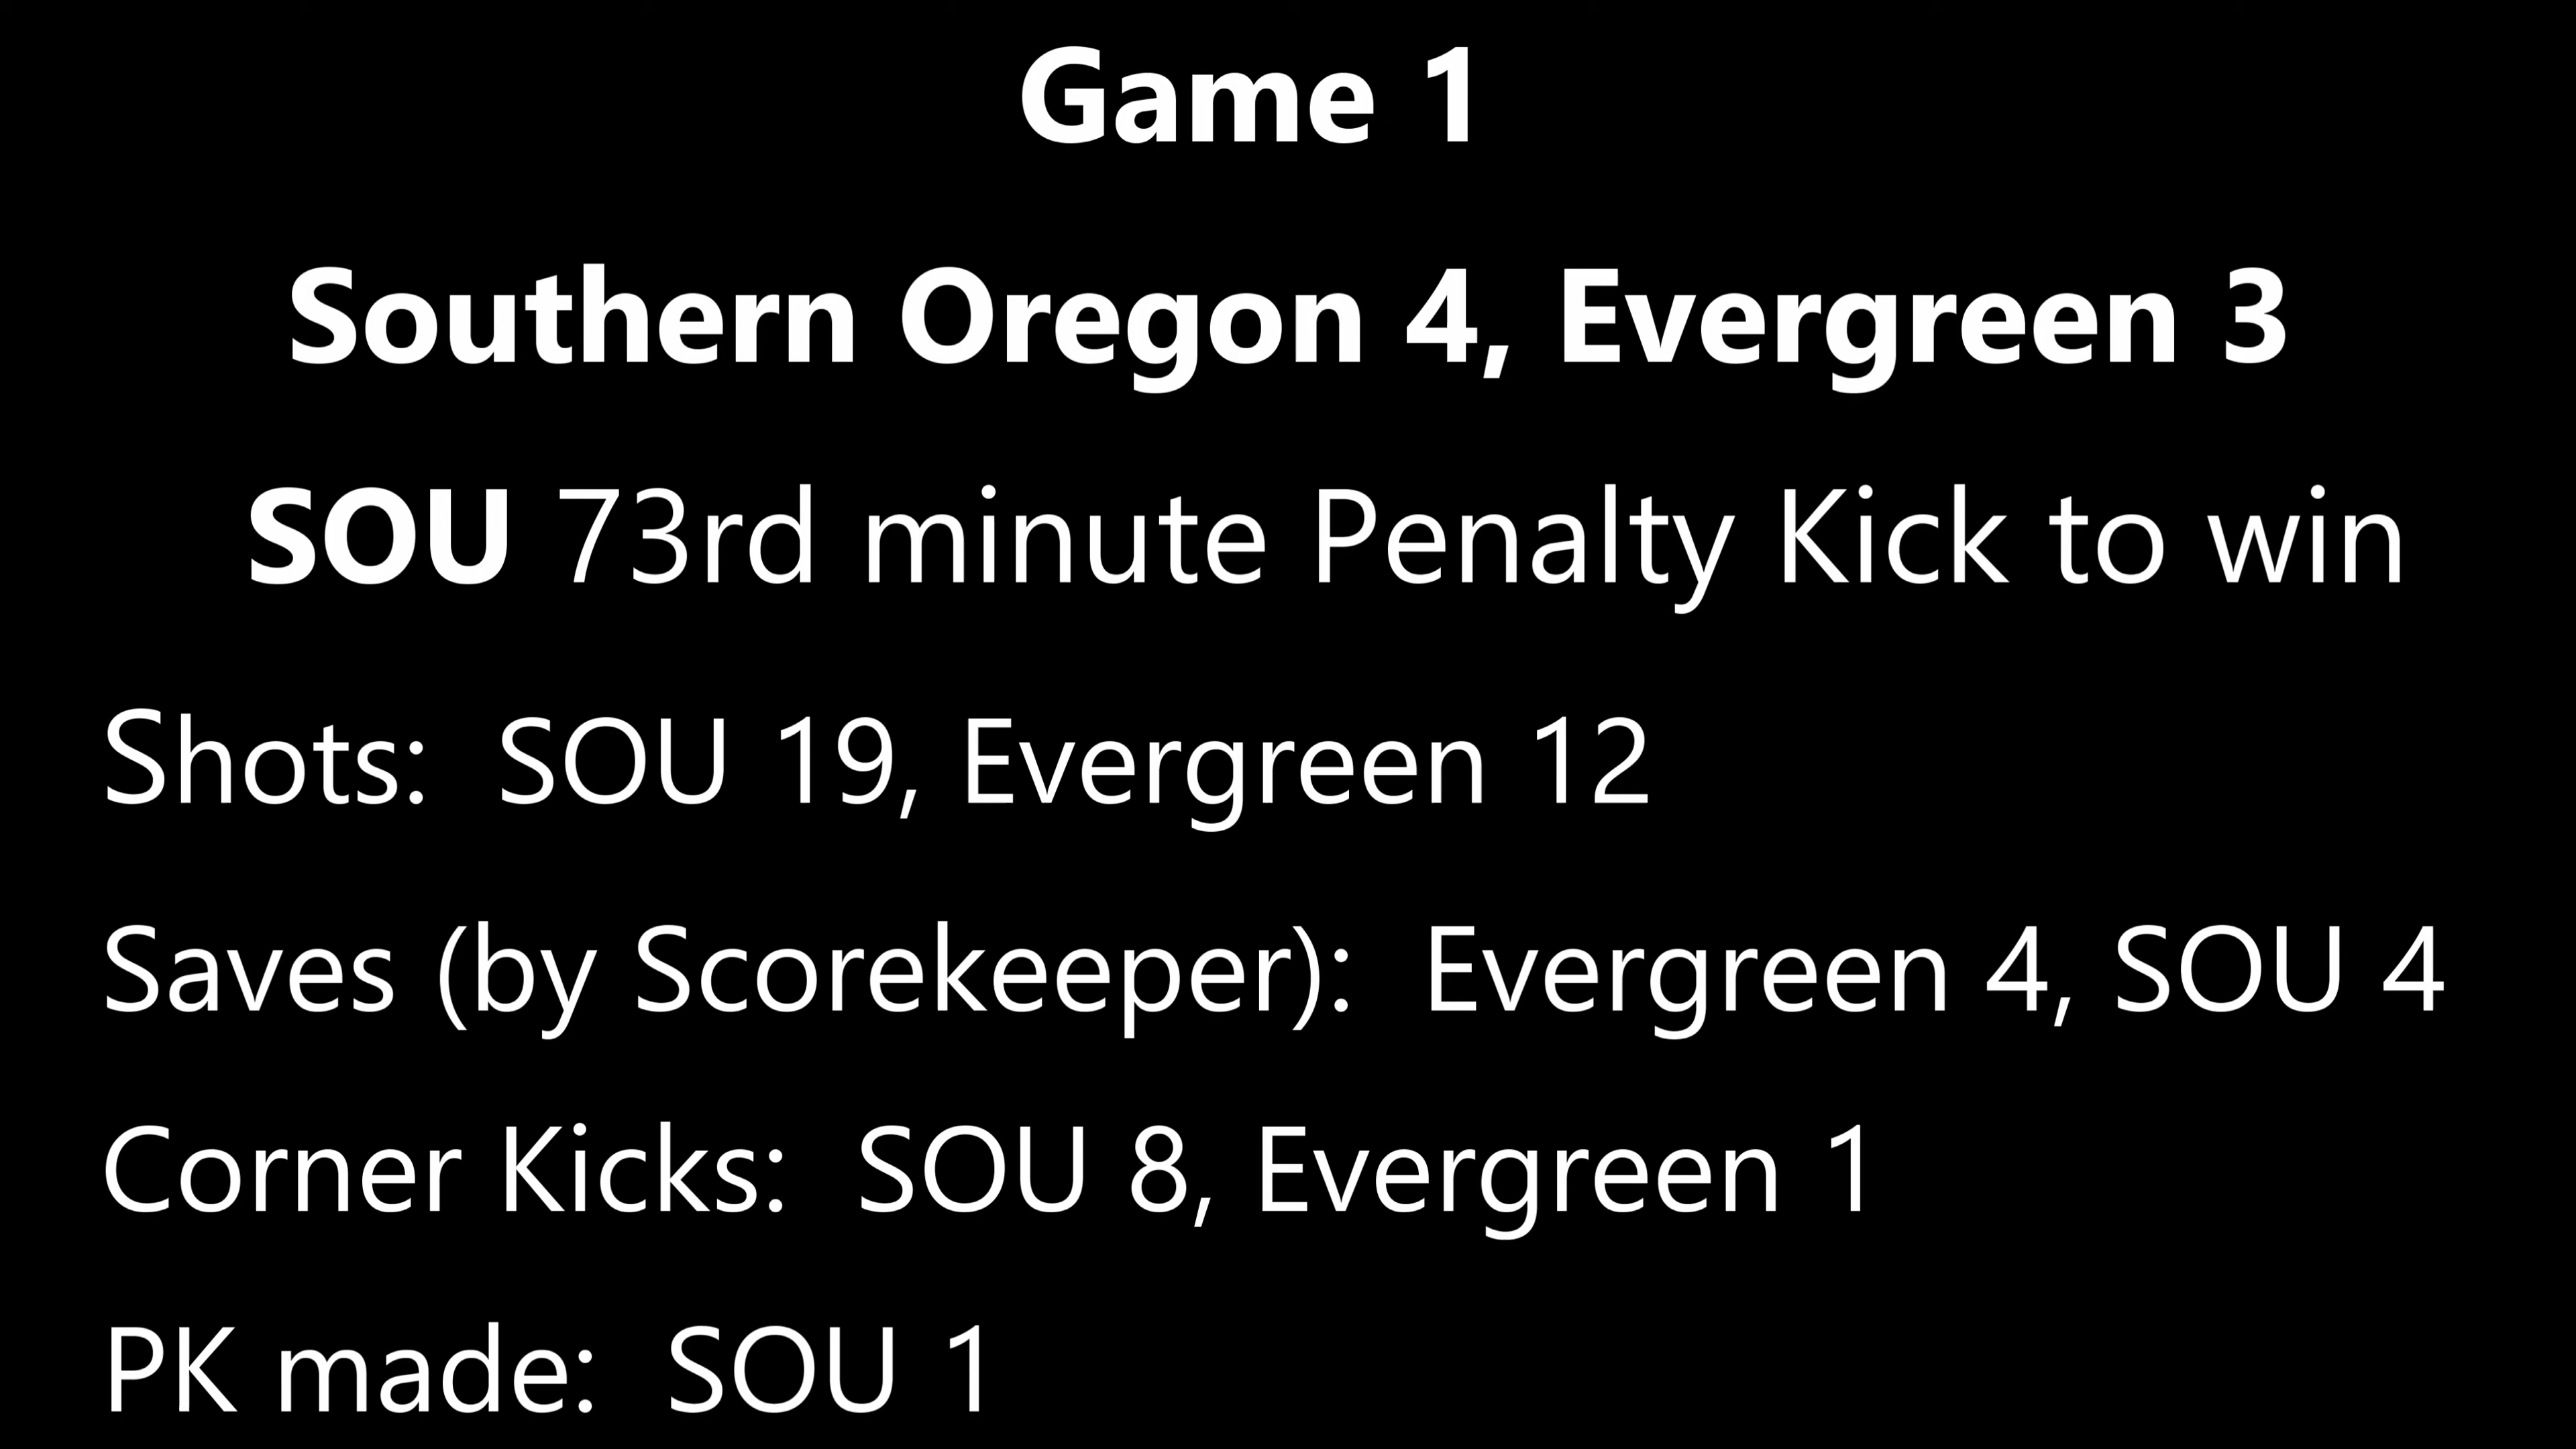 Game 1
Southern Oregon 4, Evergreen 3
SOU 73rd minute Penalty Kick to win
Shots:  SOU 19, Evergreen 12
Saves (by Scorekeeper):  Evergreen 4, SOU 4
Corner Kicks:  SOU 8, Evergreen 1
PK made:  SOU 1